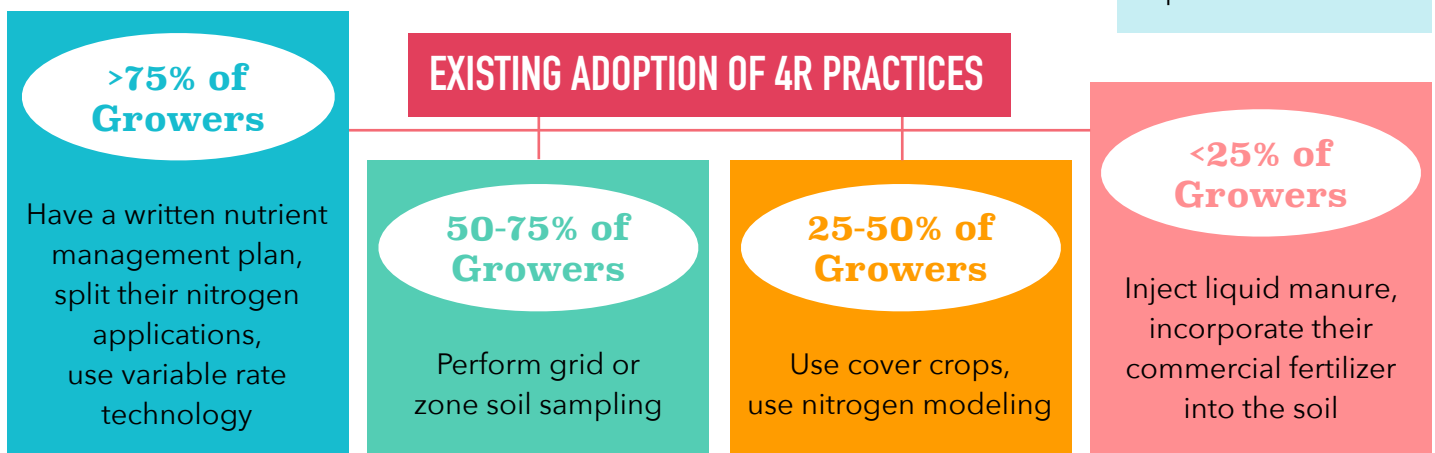 EXISTING ADOPTION OF 4R PRACTICES
>75% of
Growers
Have a written nutrient
management plan,
split their nitrogen
applications,
use variable rate
technology
50-75% of
Growers
Perform grid or
zone soil sampling
25-50% of
Growers
Use cover crops,
use nitrogen modeling
<25% of
Growers
Inject liquid manure,
incorporate their
commercial fertilizer
into the soil